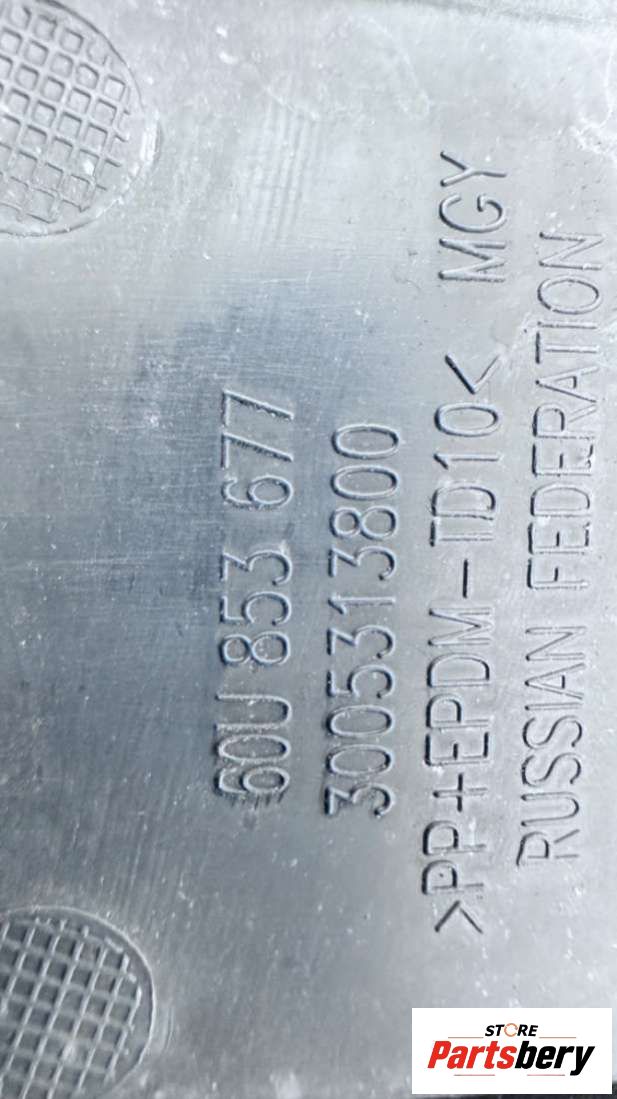 60U 853 677
3005313800
>PP+EPDM-TD10< MGY
RUSSIAN FEDERATION
STORE
Partsbery